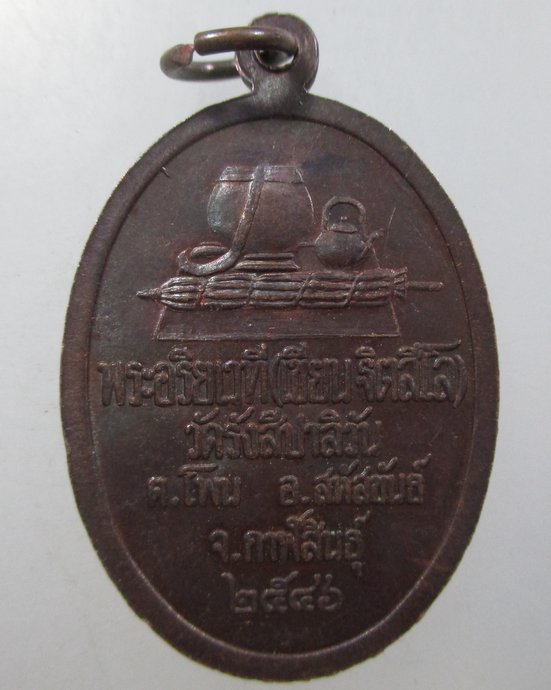 พระอริยเวที (เขียน ฐิตสีโล)
วัดรังสีปาลิวัน
ต.โพน อ.สหัสขันธ์
จ.กาฬสินธุ์
๒๕๔๖